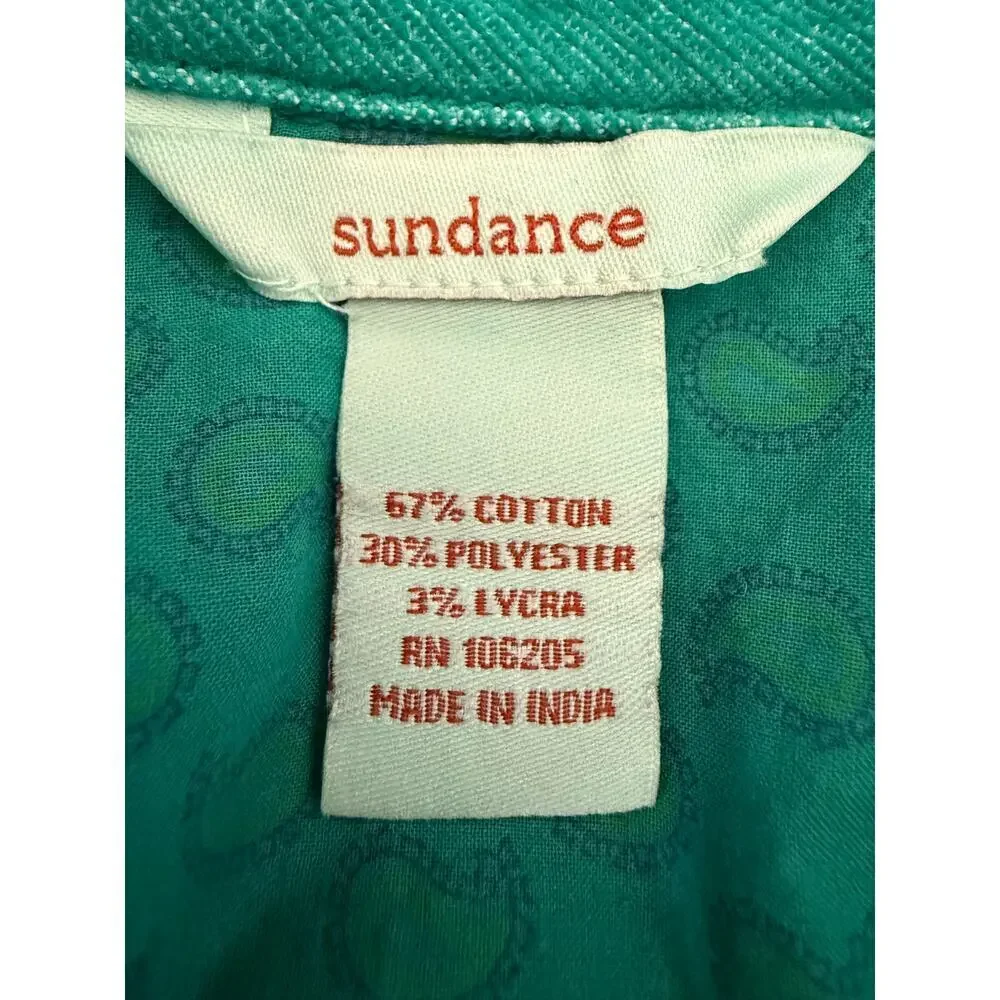 sundance
67% COTTON
30% POLYESTER
3% LYCRA
RN 106205
MADE IN INDIA